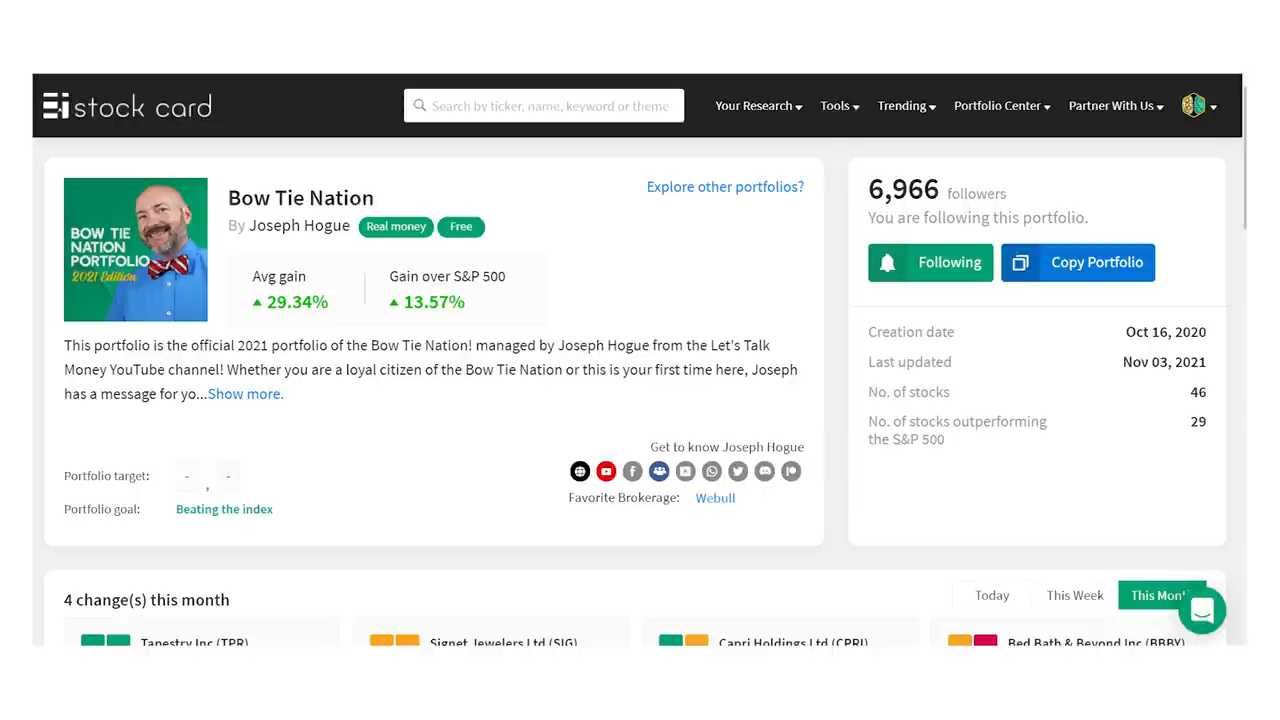 stock card
Search by ticker, name, keyword or theme
Your Research
Tools
Trending
Portfolio Center
Partner With Us
BOW TIE
NATION
PORTFOLIO
2021 Edition
Bow Tie Nation
Explore other portfolios?
By Joseph Hogue
Real money
Free
Avg gain
Gain over S&P 500
29.34%
13.57%
This portfolio is the official 2021 portfolio of the Bow Tie Nation! managed by Joseph Hogue from the Let's Talk
Money YouTube channel! Whether you are a loyal citizen of the Bow Tie Nation or this is your first time here, Joseph
has a message for yo...Show more.
Get to know Joseph Hogue
Favorite Brokerage: Webull
Portfolio target: - , -
Portfolio goal: Beating the index
6,966 followers
You are following this portfolio.
Following
Copy Portfolio
Creation date Oct 16, 2020
Last updated Nov 03, 2021
No. of stocks 46
No. of stocks outperforming 29
the S&P 500
4 change(s) this month
Today
This Week
This Mont
Tapestry Inc (TPR)
Signet Jewelers Ltd (SIG)
Capri Holdings Ltd (CPRI)
Bed Bath & Beyond Inc (BBBY)